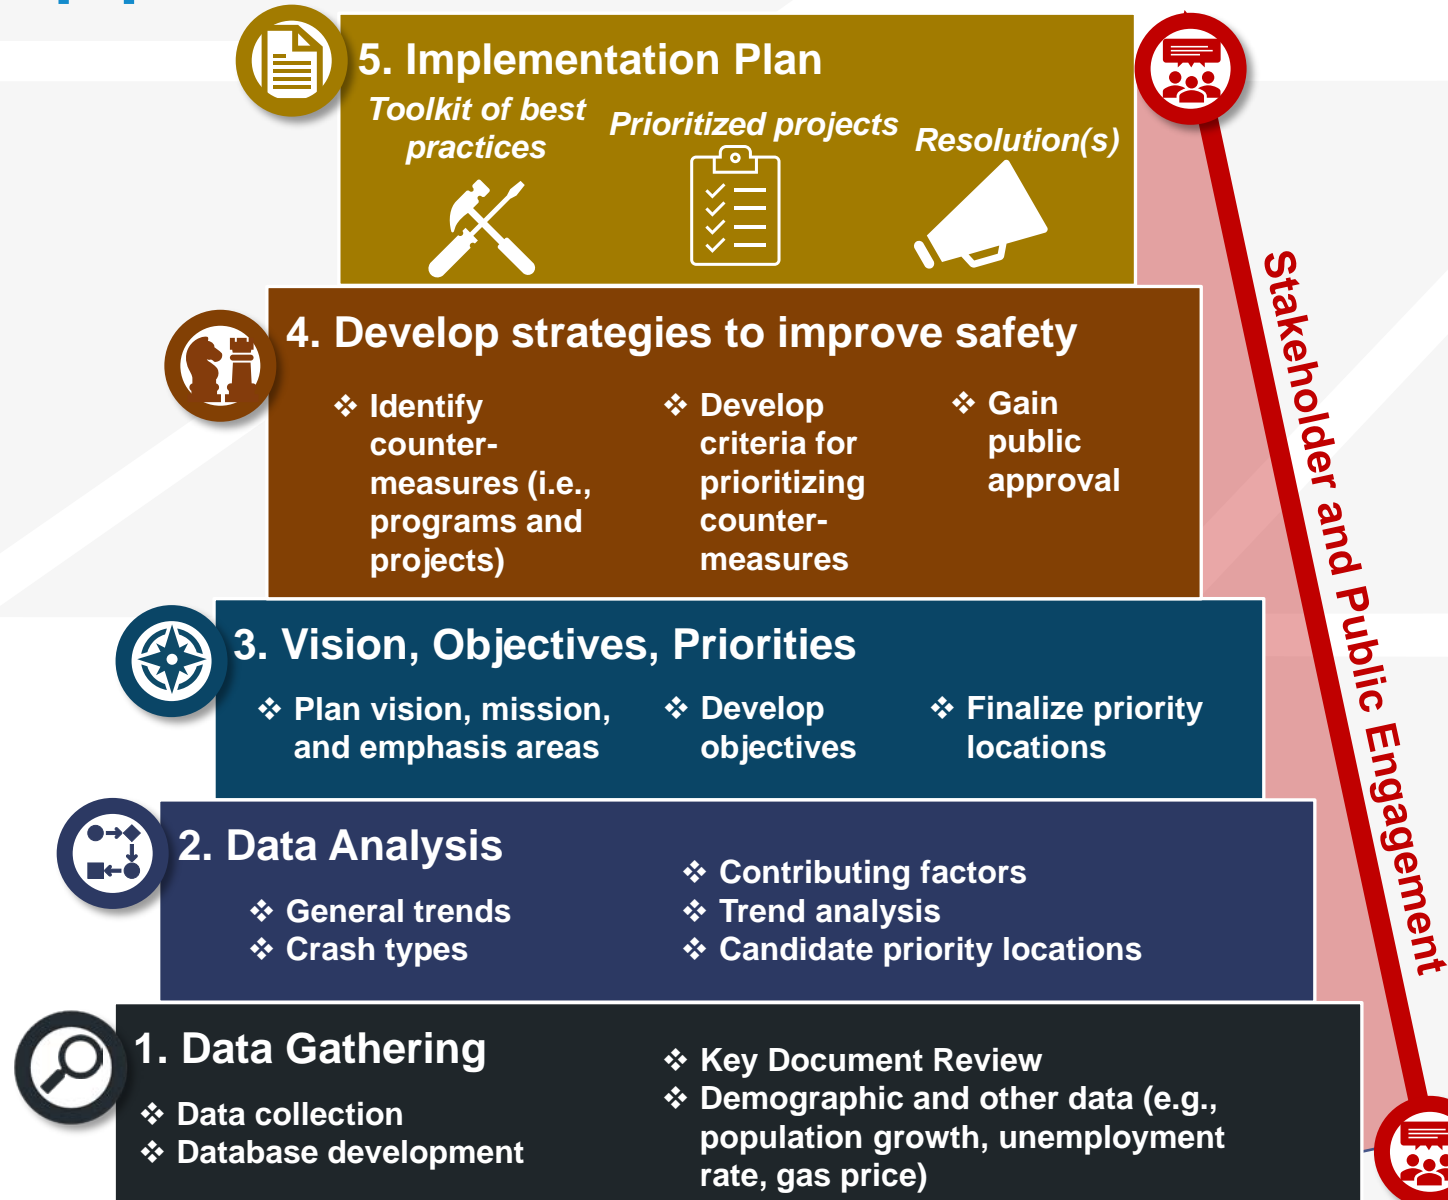 5. Implementation Plan
Toolkit of best
practices
Prioritized projects
Resolution(s)
4. Develop strategies to improve safety
❖ Identify
counter-
measures (i.e.,
programs and
projects)
❖ Develop
criteria for
prioritizing
counter-
measures
❖ Gain
public
approval
3. Vision, Objectives, Priorities
❖ Plan vision, mission,
and emphasis areas
❖ Develop
objectives
❖ Finalize priority
locations
2. Data Analysis
❖ General trends
❖ Crash types
❖ Contributing factors
❖ Trend analysis
❖ Candidate priority locations
1. Data Gathering
❖ Data collection
❖ Database development
❖ Key Document Review
❖ Demographic and other data (e.g.,
population growth, unemployment
rate, gas price)
Stakeholder and Public Engagement